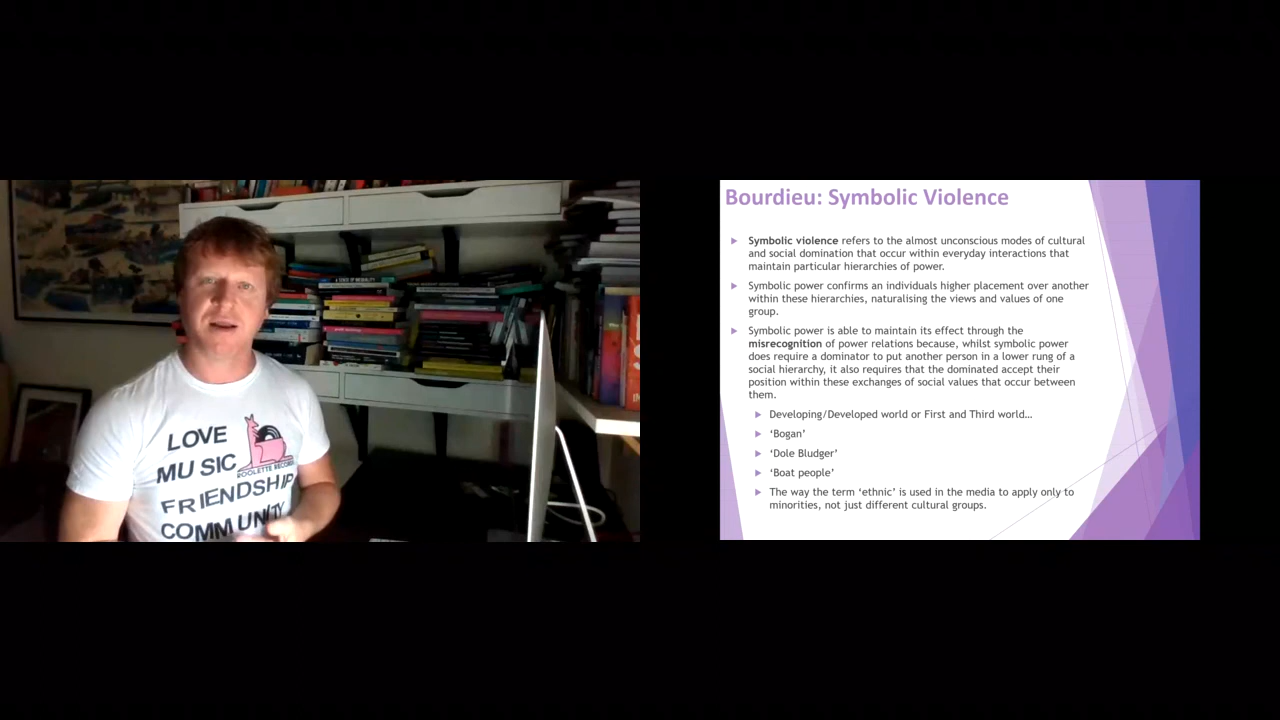 LOVE
MUSIC
ROOLETTE RECORDS
FRIENDSHIP
COMMUNITY
Bourdieu: Symbolic Violence
Symbolic violence refers to the almost unconscious modes of cultural
and social domination that occur within everyday interactions that
maintain particular hierarchies of power.
Symbolic power confirms an individuals higher placement over another
within these hierarchies, naturalising the views and values of one
group.
Symbolic power is able to maintain its effect through the
misrecognition of power relations because, whilst symbolic power
does require a dominator to put another person in a lower rung of a
social hierarchy, it also requires that the dominated accept their
position within these exchanges of social values that occur between
them.
Developing/Developed world or First and Third world…
‘Bogan’
‘Dole Bludger’
‘Boat people’
The way the term ‘ethnic’ is used in the media to apply only to
minorities, not just different cultural groups.